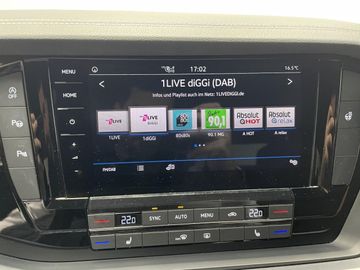 MENU 17:02 16.5°C
1LIVE diGGi (DAB)
Infos und Playlist auch im Netz: 1LIVEDIGGI.de
1LIVE DIGGI 80s80s 90,1 Absolut HOT Absolut relax
1LIVE 1diGGi 80s80s 90.1 MG A HOT A relax
FM/DAB
22.0 SYNC AUTO MENU 22.0